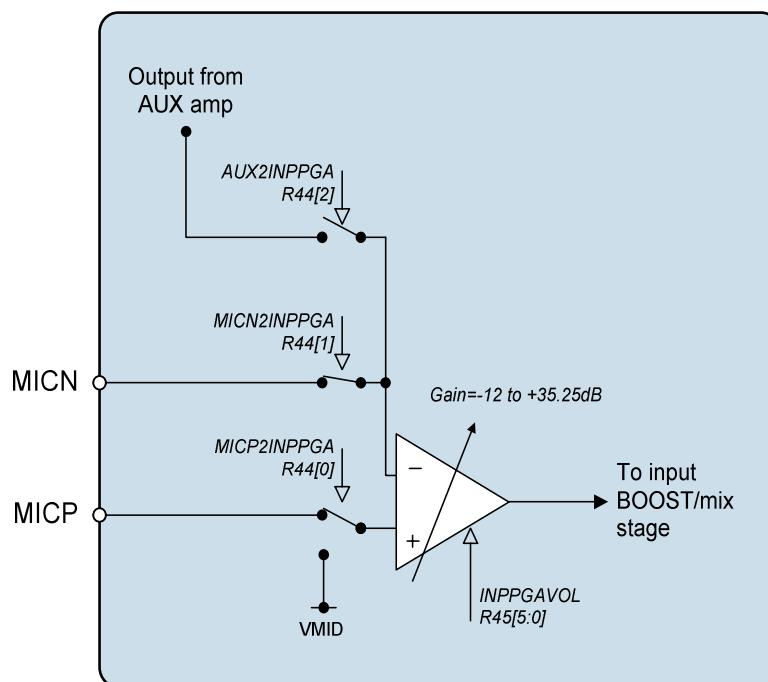 Output from
AUX amp
AUX2INPPGA
R44[2]
MICN2INPPGA
R44[1]
MICN
Gain=-12 to +35.25dB
MICP2INPPGA
R44[0]
MICP
−
+
To input
BOOST/mix
stage
INPPGAVOL
R45[5:0]
VMID